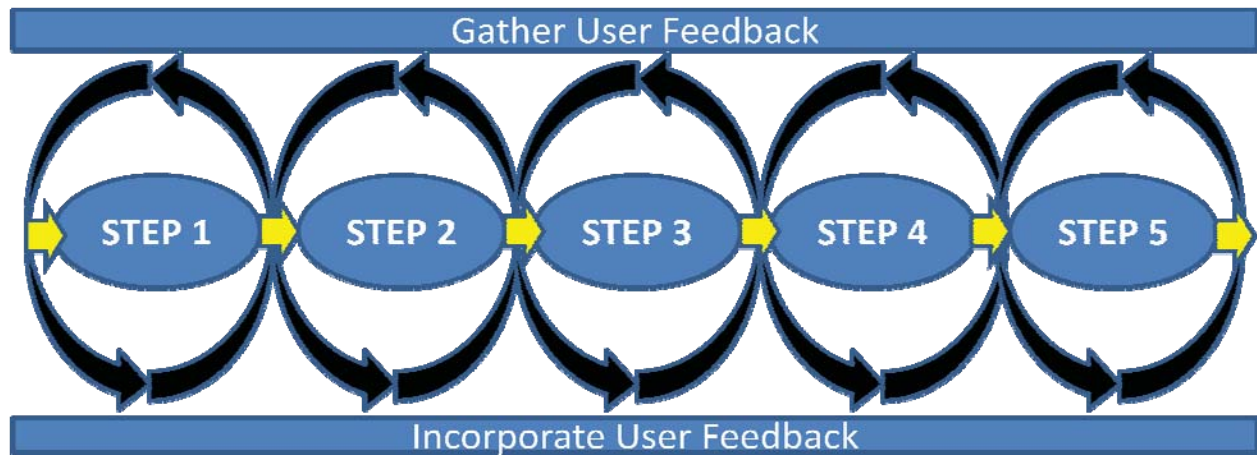 Gather User Feedback
STEP 1
STEP 2
STEP 3
STEP 4
STEP 5
Incorporate User Feedback